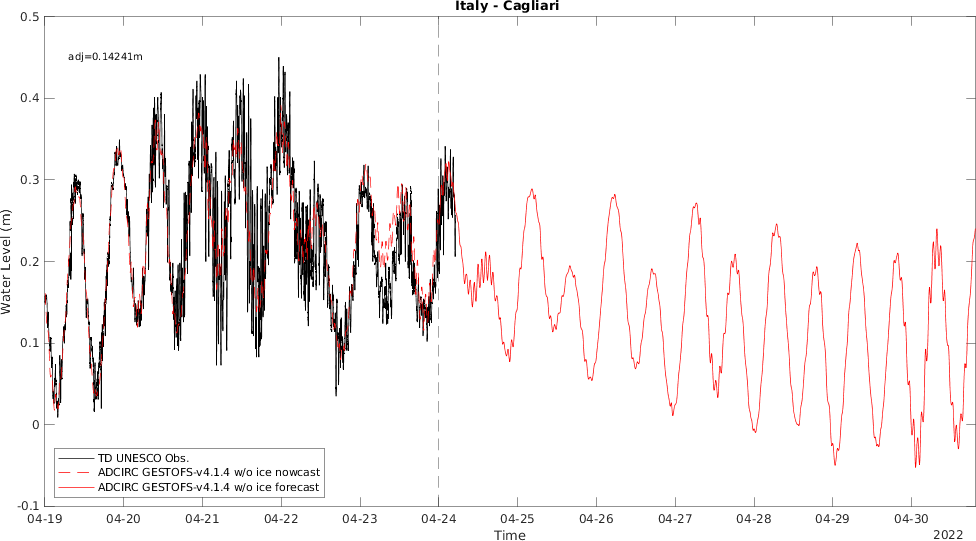 Italy - Cagliari
adj=0.14241m
0.5
0.4
0.3
0.2
0.1
0
-0.1
Water Level (m)
TD UNESCO Obs.
ADCIRC GESTOFS-v4.1.4 w/o ice nowcast
ADCIRC GESTOFS-v4.1.4 w/o ice forecast
04-19 04-20 04-21 04-22 04-23 04-24 04-25 04-26 04-27 04-28 04-29 04-30
Time
2022